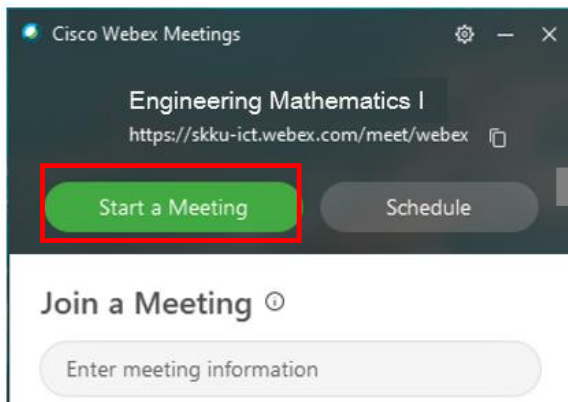 Cisco Webex Meetings
Engineering Mathematics I
https://skku-ict.webex.com/meet/webex
Start a Meeting
Schedule
Join a Meeting
Enter meeting information